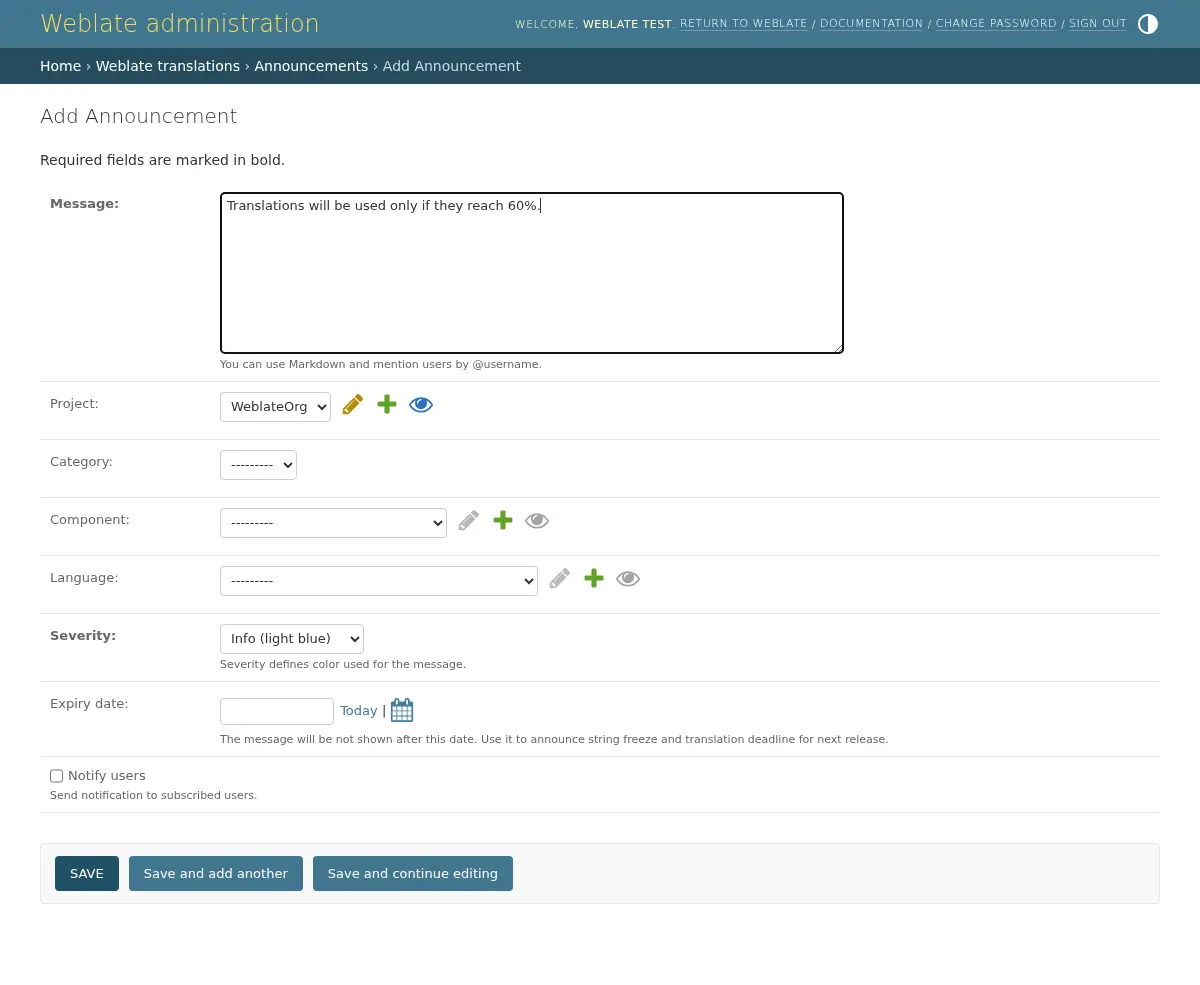 Weblate administration
WELCOME, WEBLATE TEST. RETURN TO WEBLATE / DOCUMENTATION / CHANGE PASSWORD / SIGN OUT
Home › Weblate translations › Announcements › Add Announcement
Add Announcement
Required fields are marked in bold.
Message:
Translations will be used only if they reach 60%.
You can use Markdown and mention users by @username.
Project:
WeblateOrg
Category:
---------
Component:
---------
Language:
---------
Severity:
Info (light blue)
Severity defines color used for the message.
Expiry date:
Today |
The message will be not shown after this date. Use it to announce string freeze and translation deadline for next release.
Notify users
Send notification to subscribed users.
SAVE
Save and add another
Save and continue editing